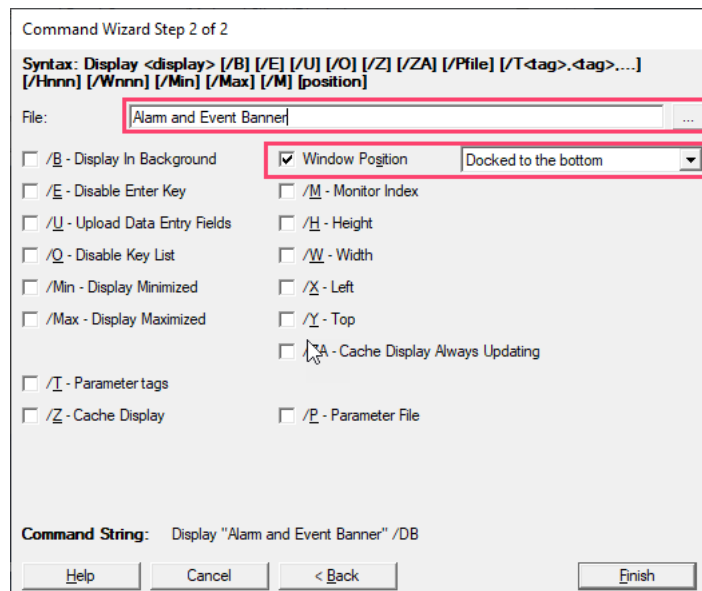 Command Wizard Step 2 of 2
Syntax: Display <display> [/B] [/E] [/U] [/O] [/Z] [/ZA] [/Pfile] [/T<tag>,<tag>,...]
[/Hnnn] [/Wnnn] [/Min] [/Max] [/M] [position]
File: Alarm and Event Banner ...
/B - Display In Background
Window Position Docked to the bottom
/E - Disable Enter Key
/M - Monitor Index
/U - Upload Data Entry Fields
/H - Height
/O - Disable Key List
/W - Width
/Min - Display Minimized
/X - Left
/Max - Display Maximized
/Y - Top
A - Cache Display Always Updating
/T - Parameter tags
/Z - Cache Display
/P - Parameter File
Command String: Display "Alarm and Event Banner" /DB
Help Cancel < Back Finish